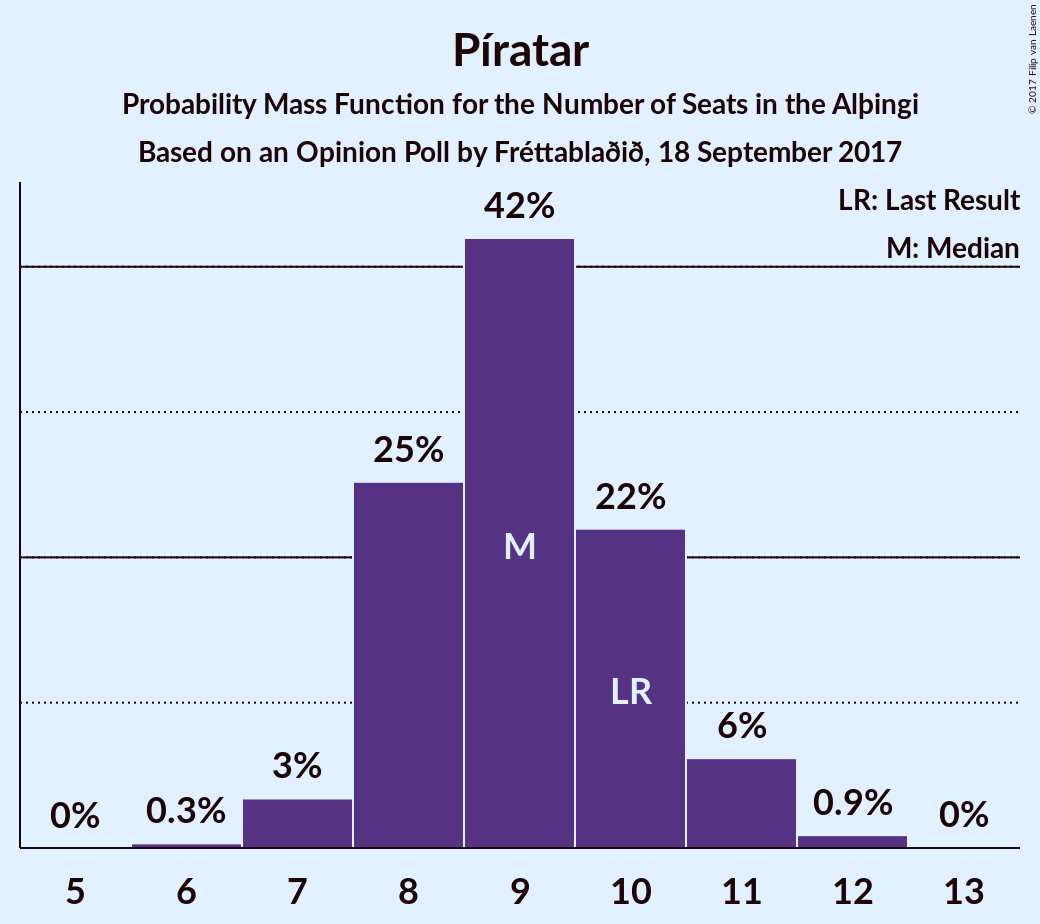 Píratar
Probability Mass Function for the Number of Seats in the Alþingi
Based on an Opinion Poll by Fréttablaðið, 18 September 2017
© 2017 Filip van Laenen
LR: Last Result
M: Median
42%
25%
22%
M
LR
6%
3%
0.9%
0.3%
0%
0%
5 6 7 8 9 10 11 12 13